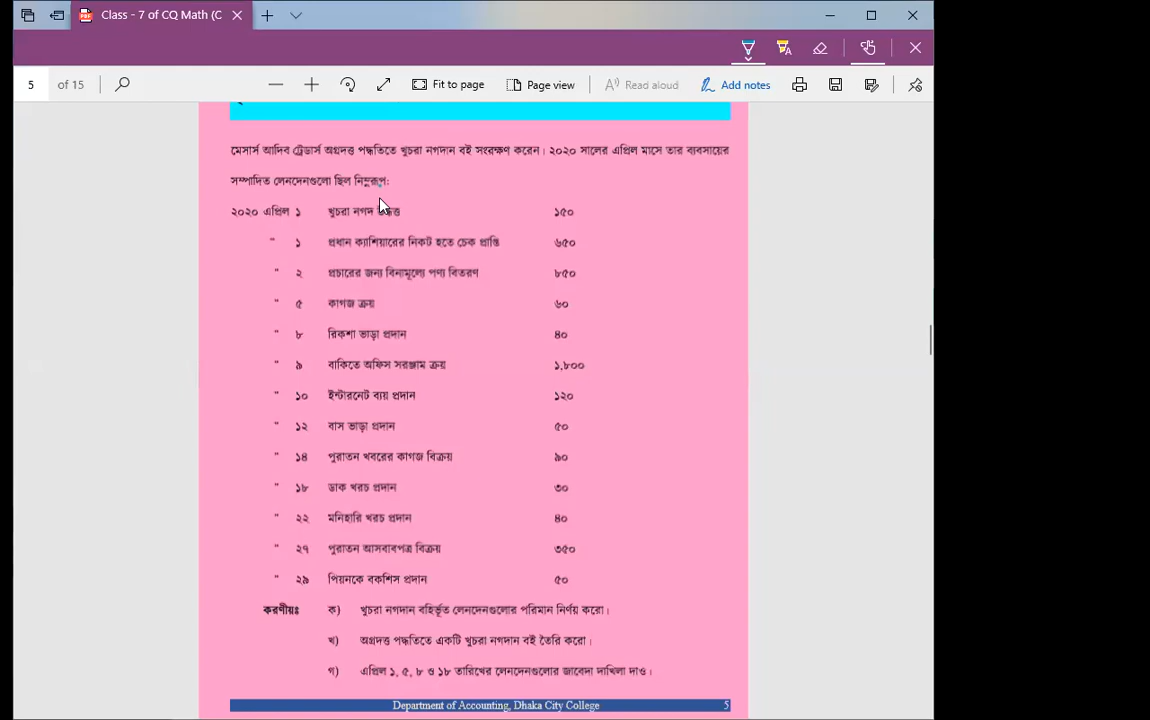 Class - 7 of CQ Math (C
5 of 15
Fit to page
Page view
Read aloud
Add notes
মেসার্স আদিব ট্রেডার্স অগ্রদত্ত পদ্ধতিতে খুচরা নগদান বই সংরক্ষণ করেন। ২০২০ সালের এপ্রিল মাসে তার ব্যবসায়ের
সম্পাদিত লেনদেনগুলো ছিল নিম্নরূপ:
২০২০ এপ্রিল ১ খুচরা নগদ উদ্বৃত্ত ১৫০
" ১ প্রধান ক্যাশিয়ারের নিকট হতে চেক প্রাপ্তি ৬৫০
" ২ প্রচারের জন্য বিনামূল্যে পণ্য বিতরণ ৮৫০
" ৫ কাগজ ক্রয় ৬০
" ৮ রিকশা ভাড়া প্রদান ৪০
" ৯ বাকিতে অফিস সরঞ্জাম ক্রয় ১,৮০০
" ১০ ইন্টারনেট ব্যয় প্রদান ১২০
" ১২ বাস ভাড়া প্রদান ৫০
" ১৪ পুরাতন খবরের কাগজ বিক্রয় ৯০
" ১৮ ডাক খরচ প্রদান ৩০
" ২২ মনিহারি খরচ প্রদান ৪০
" ২৭ পুরাতন আসবাবপত্র বিক্রয় ৩৫০
" ২৯ পিয়নকে বকশিস প্রদান ৫০
করণীয়ঃ ক) খুচরা নগদান বহির্ভূত লেনদেনগুলোর পরিমান নির্ণয় করো।
খ) অগ্রদত্ত পদ্ধতিতে একটি খুচরা নগদান বই তৈরি করো।
গ) এপ্রিল ১, ৫, ৮ ও ১৮ তারিখের লেনদেনগুলোর জাবেদা দাখিলা দাও।
Department of Accounting, Dhaka City College 5